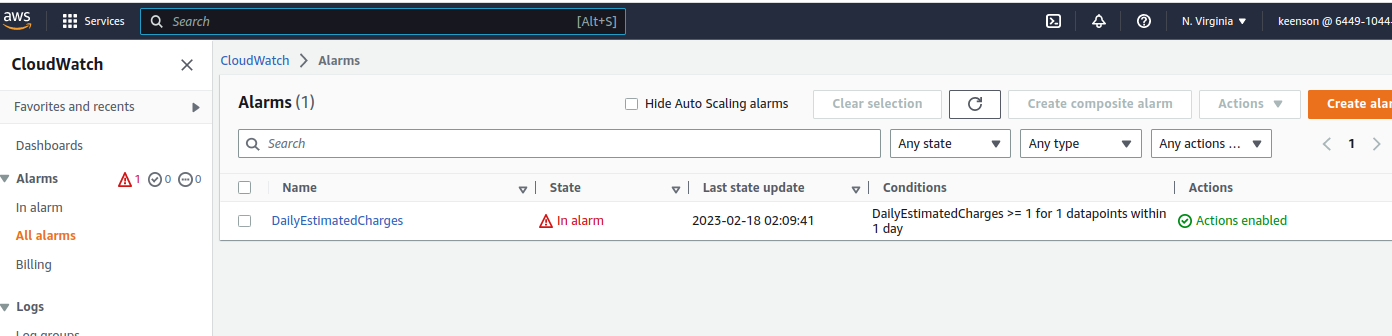 aws
Services
Search
[Alt+S]
N. Virginia
keenson @ 6449-1044-
CloudWatch
Favorites and recents
Dashboards
Alarms
1
0
0
In alarm
All alarms
Billing
Logs
Log groups
CloudWatch
Alarms
Alarms (1)
Hide Auto Scaling alarms
Clear selection
Create composite alarm
Actions
Create alar
Search
Any state
Any type
Any actions ...
1
Name
State
Last state update
Conditions
Actions
DailyEstimatedCharges
In alarm
2023-02-18 02:09:41
DailyEstimatedCharges >= 1 for 1 datapoints within
1 day
Actions enabled